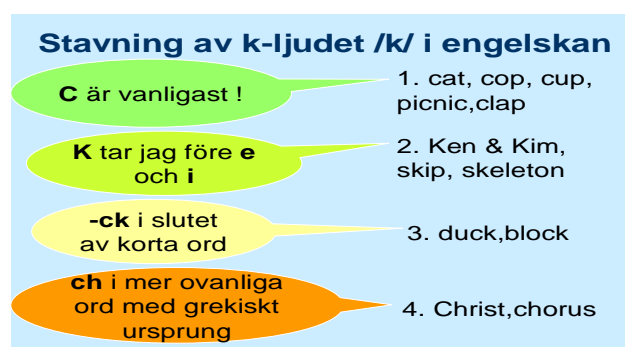 Stavning av k-ljudet /k/ i engelskan
C är vanligast !
1. cat, cop, cup,
picnic,clap
K tar jag före e
och i
2. Ken & Kim,
skip, skeleton
-ck i slutet
av korta ord
3. duck,block
ch i mer ovanliga
ord med grekiskt
ursprung
4. Christ,chorus